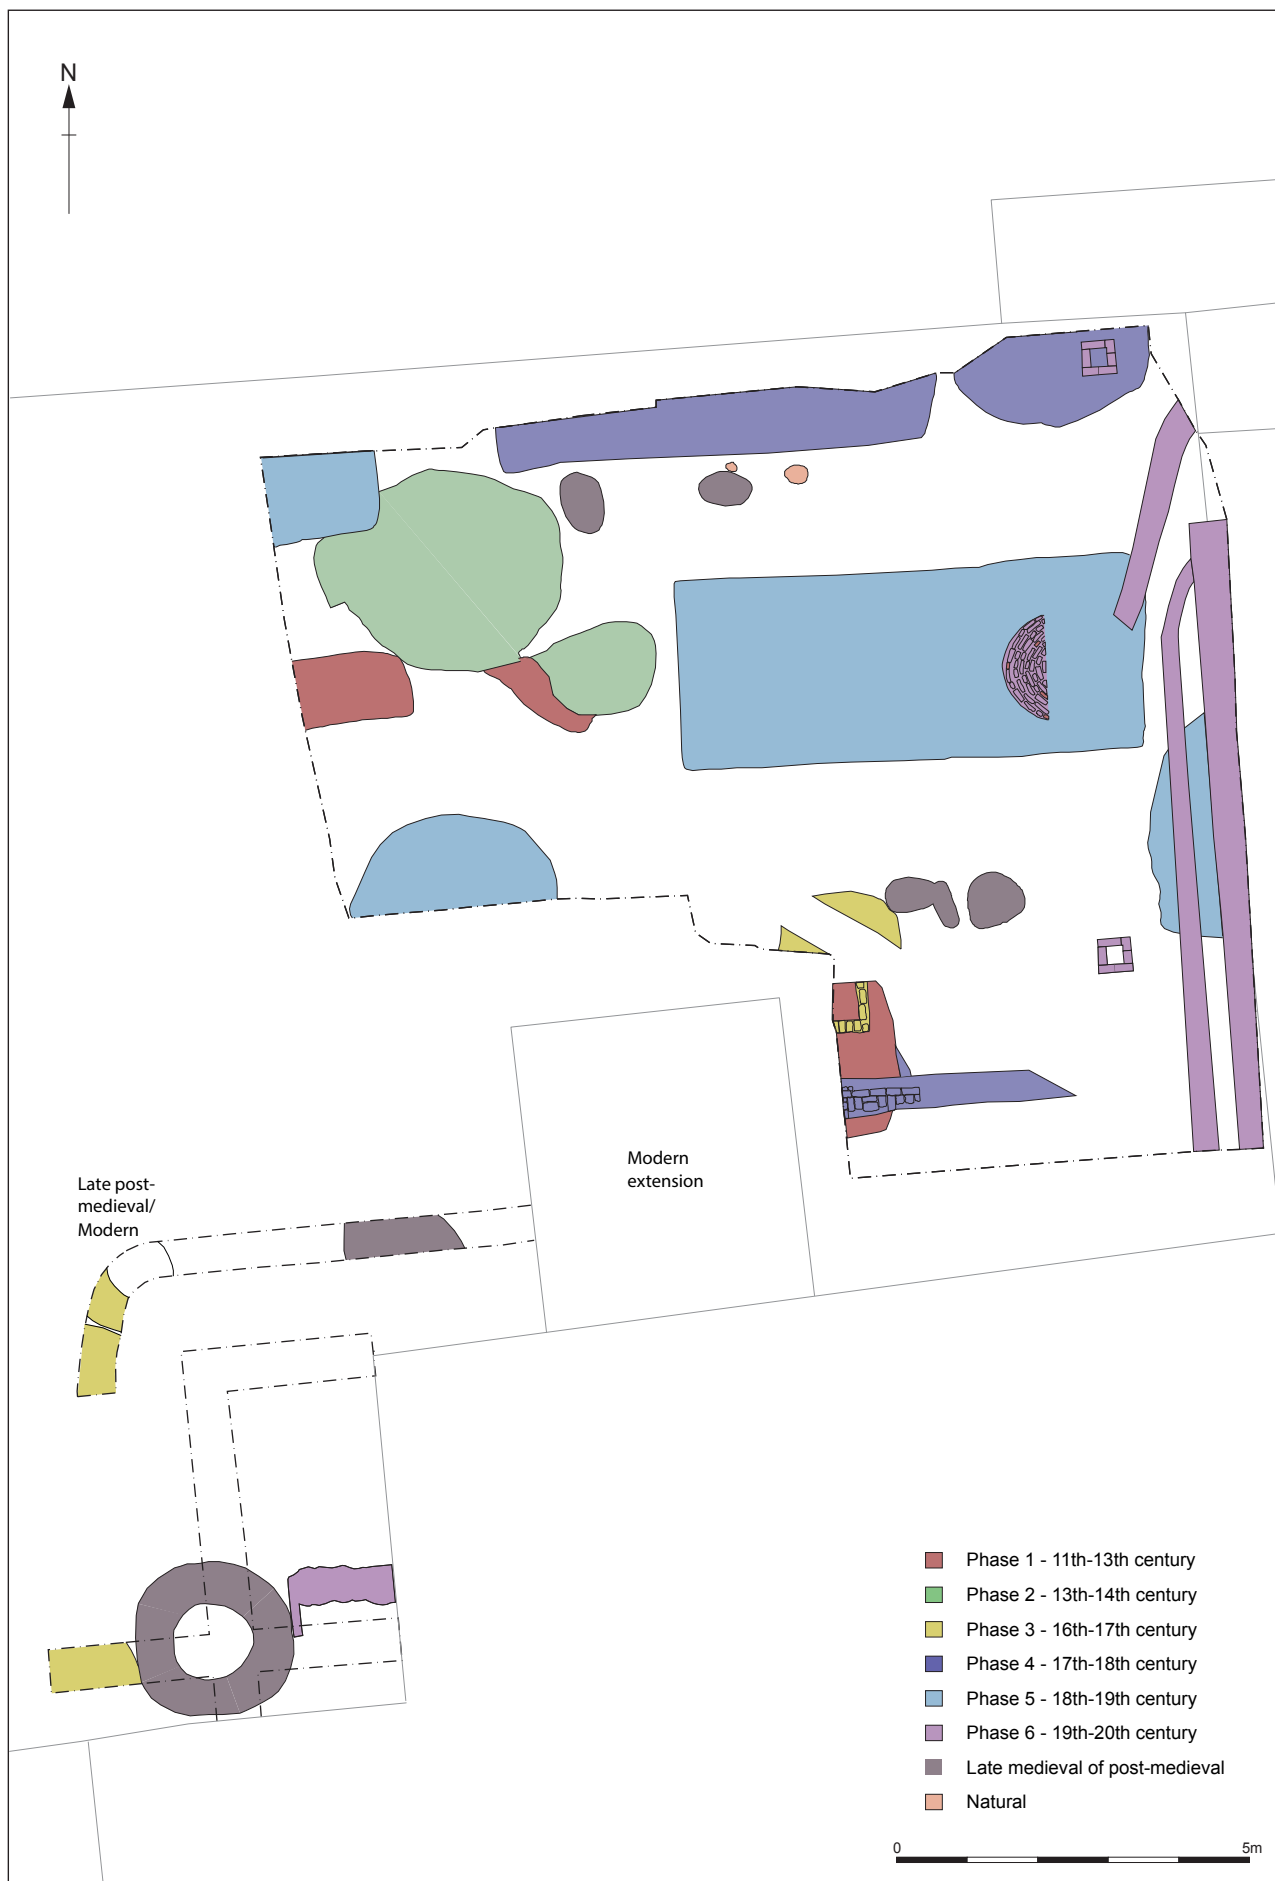 N
Modern
extension
Late post-
medieval/
Modern
Phase 1 - 11th-13th century
Phase 2 - 13th-14th century
Phase 3 - 16th-17th century
Phase 4 - 17th-18th century
Phase 5 - 18th-19th century
Phase 6 - 19th-20th century
Late medieval of post-medieval
Natural
0 5m